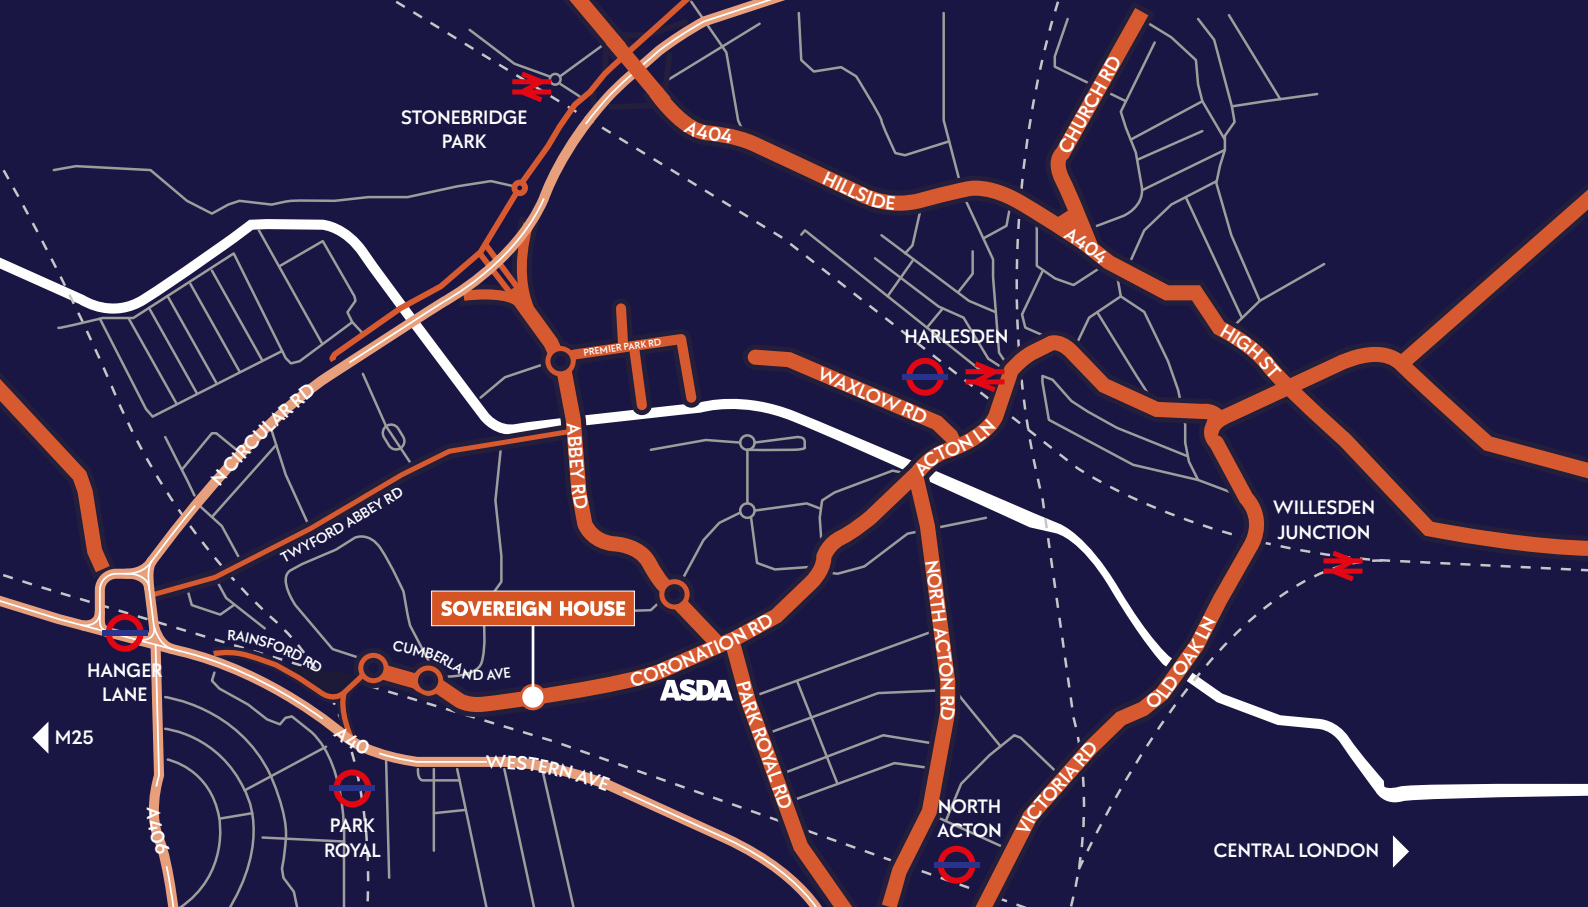 STONEBRIDGE
PARK
A404
CHURCH RD
HILLSIDE
A404
HARLESDEN
HIGH ST
PREMIER PARK RD
WAXLOW RD
ACTON LN
N CIRCULAR RD
ABBEY RD
TWYFORD ABBEY RD
WILLESDEN
JUNCTION
SOVEREIGN HOUSE
NORTH ACTON RD
RAINSFORD RD
CUMBERLAND AVE
CORONATION RD
ASDA
HANGER
LANE
OLD OAK LN
PARK ROYAL RD
M25
A40
WESTERN AVE
VICTORIA RD
A406
PARK
ROYAL
NORTH
ACTON
CENTRAL LONDON